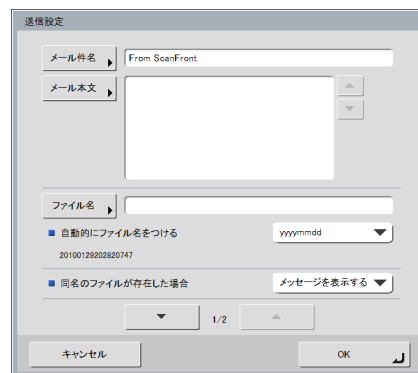 送信設定
メール件名
From ScanFront
メール本文
ファイル名
自動的にファイル名をつける
yyyymmdd
20100129202820747
同名のファイルが存在した場合
メッセージを表示する
1/2
キャンセル
OK